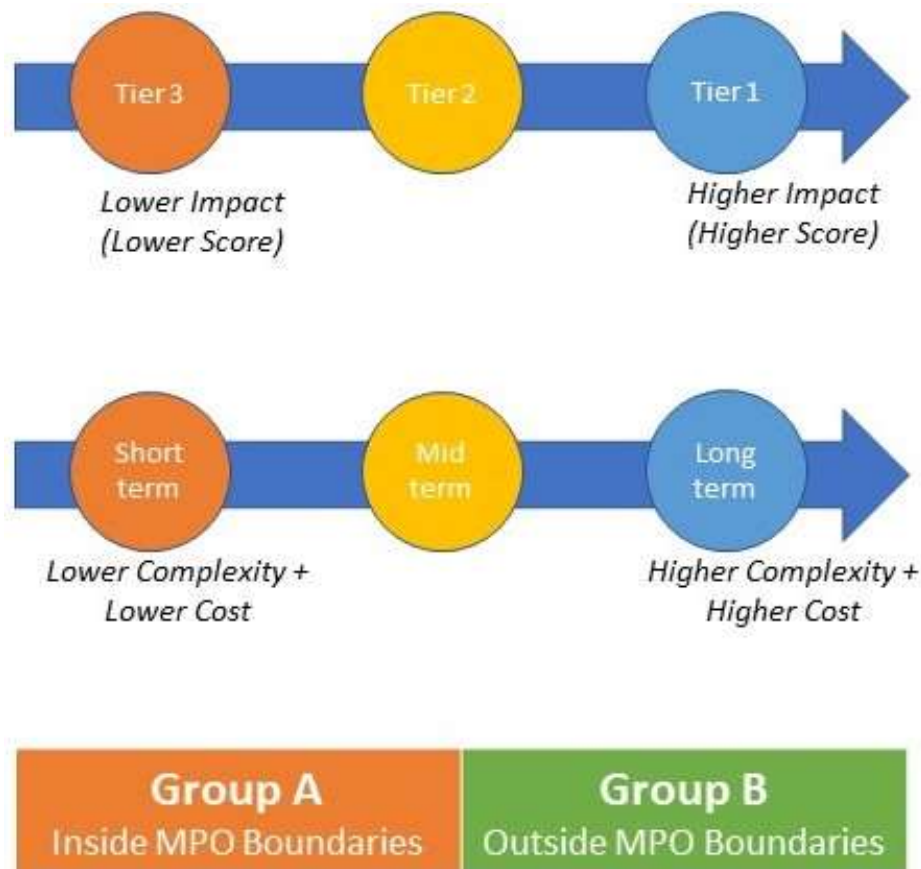 Tier 3
Tier 2
Tier 1
Lower Impact
(Lower Score)
Higher Impact
(Higher Score)
Short
term
Mid
term
Long
term
Lower Complexity +
Lower Cost
Higher Complexity +
Higher Cost
Group A
Inside MPO Boundaries
Group B
Outside MPO Boundaries